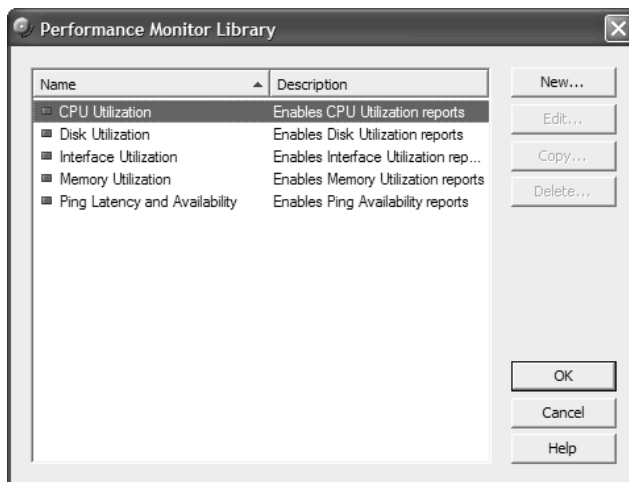 Performance Monitor Library
Name Description
CPU Utilization Enables CPU Utilization reports
Disk Utilization Enables Disk Utilization reports
Interface Utilization Enables Interface Utilization rep...
Memory Utilization Enables Memory Utilization reports
Ping Latency and Availability Enables Ping Availability reports
New...
Edit...
Copy...
Delete...
OK
Cancel
Help